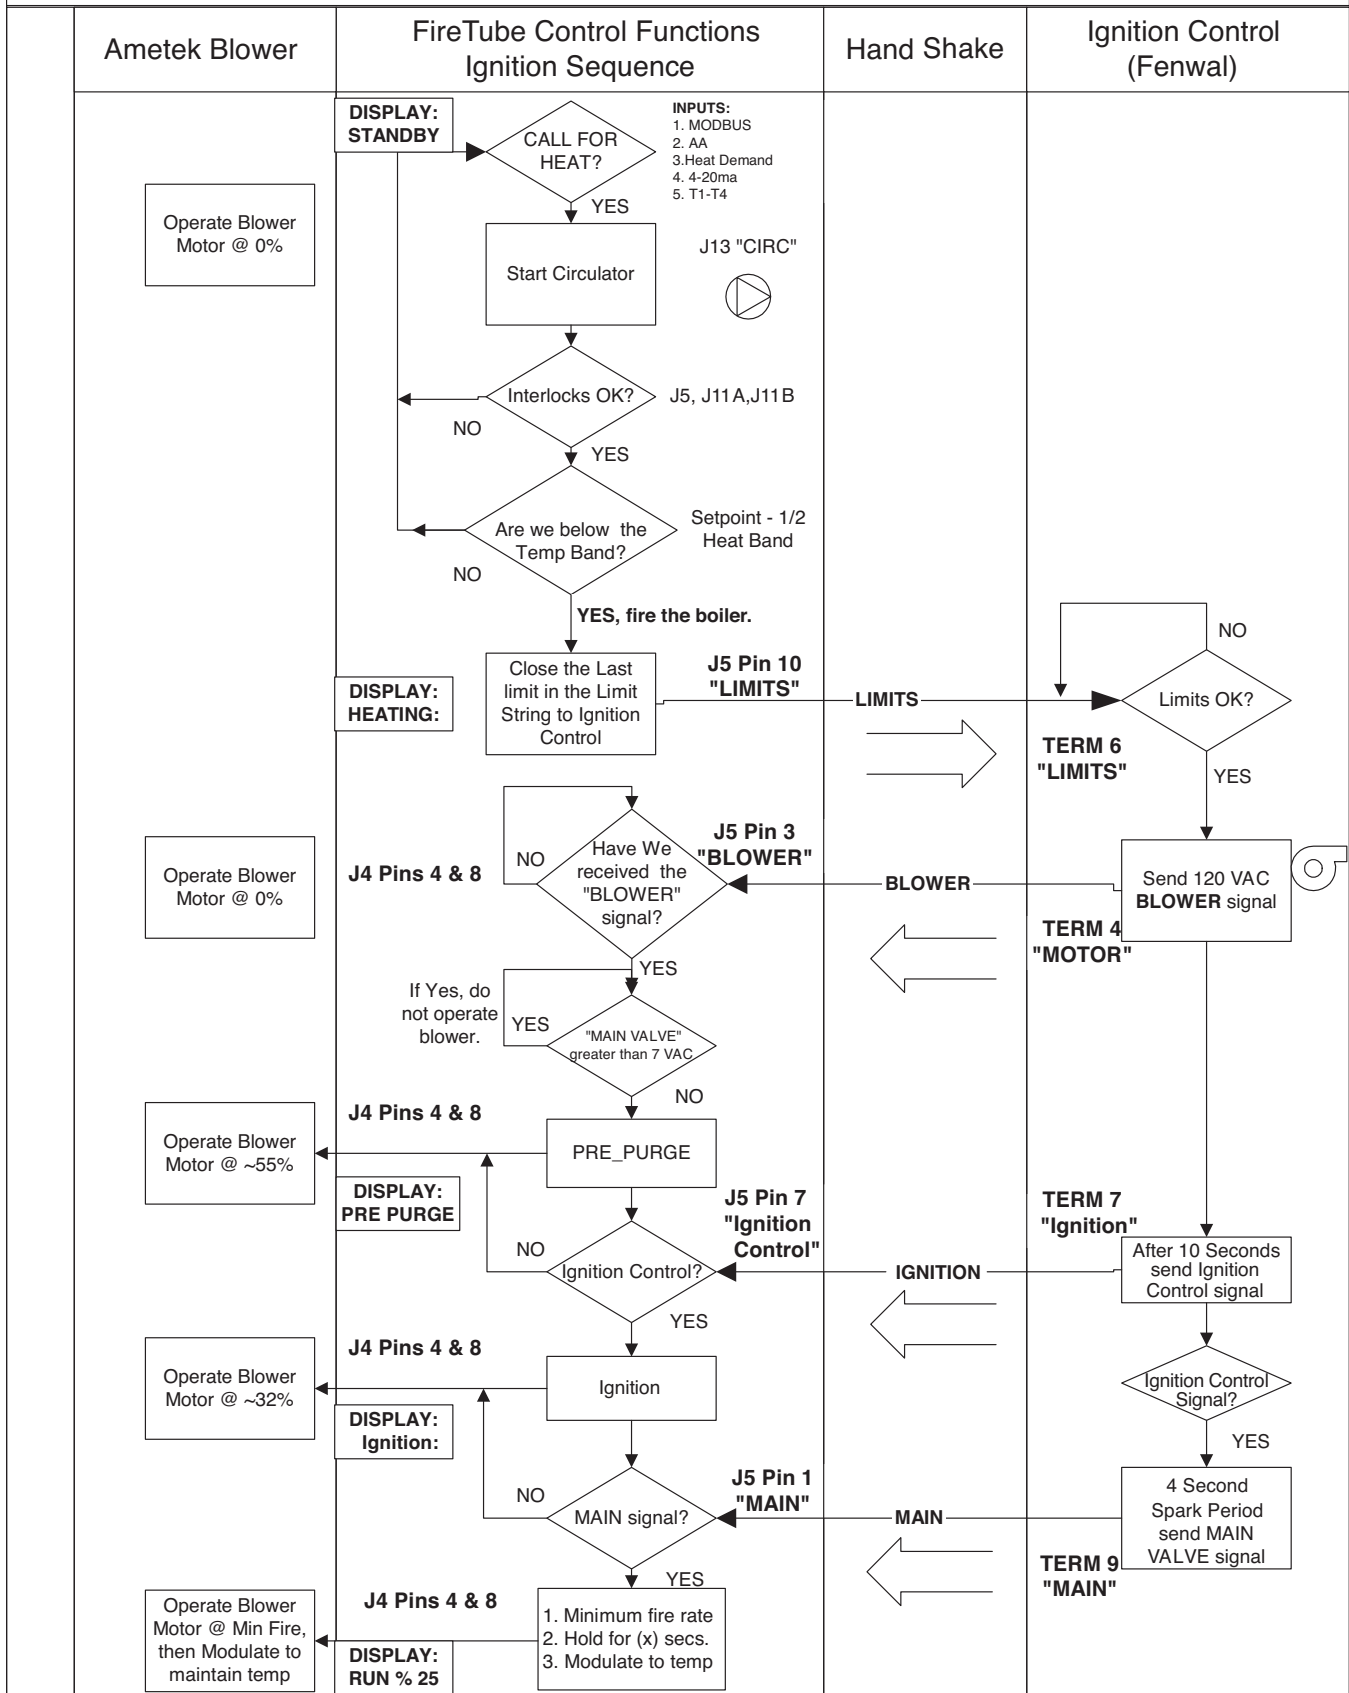 Ametek Blower
FireTube Control Functions
Ignition Sequence
Hand Shake
Ignition Control
(Fenwal)
DISPLAY:
STANDBY
CALL FOR
HEAT?
INPUTS:
1. MODBUS
2. AA
3.Heat Demand
4. 4-20ma
5. T1-T4
YES
Operate Blower
Motor @ 0%
Start Circulator
J13 "CIRC"
Interlocks OK?
J5, J11A,J11B
NO
YES
Are we below the
Temp Band?
Setpoint - 1/2
Heat Band
NO
YES, fire the boiler.
NO
DISPLAY:
HEATING:
Close the Last
limit in the Limit
String to Ignition
Control
J5 Pin 10
"LIMITS"
LIMITS
Limits OK?
TERM 6
"LIMITS"
YES
Operate Blower
Motor @ 0%
J4 Pins 4 & 8
NO
Have We
received the
"BLOWER"
signal?
J5 Pin 3
"BLOWER"
BLOWER
Send 120 VAC
BLOWER signal
TERM 4
"MOTOR"
YES
If Yes, do
not operate
blower.
YES
"MAIN VALVE"
greater than 7 VAC
NO
J4 Pins 4 & 8
Operate Blower
Motor @ ~55%
PRE_PURGE
DISPLAY:
PRE PURGE
J5 Pin 7
"Ignition
Control"
TERM 7
"Ignition"
NO
Ignition Control?
IGNITION
After 10 Seconds
send Ignition
Control signal
YES
J4 Pins 4 & 8
Operate Blower
Motor @ ~32%
Ignition
Ignition Control
Signal?
DISPLAY:
Ignition:
YES
NO
MAIN signal?
J5 Pin 1
"MAIN"
MAIN
4 Second
Spark Period
send MAIN
VALVE signal
TERM 9
"MAIN"
YES
J4 Pins 4 & 8
Operate Blower
Motor @ Min Fire,
then Modulate to
maintain temp
1. Minimum fire rate
2. Hold for (x) secs.
3. Modulate to temp
DISPLAY:
RUN % 25